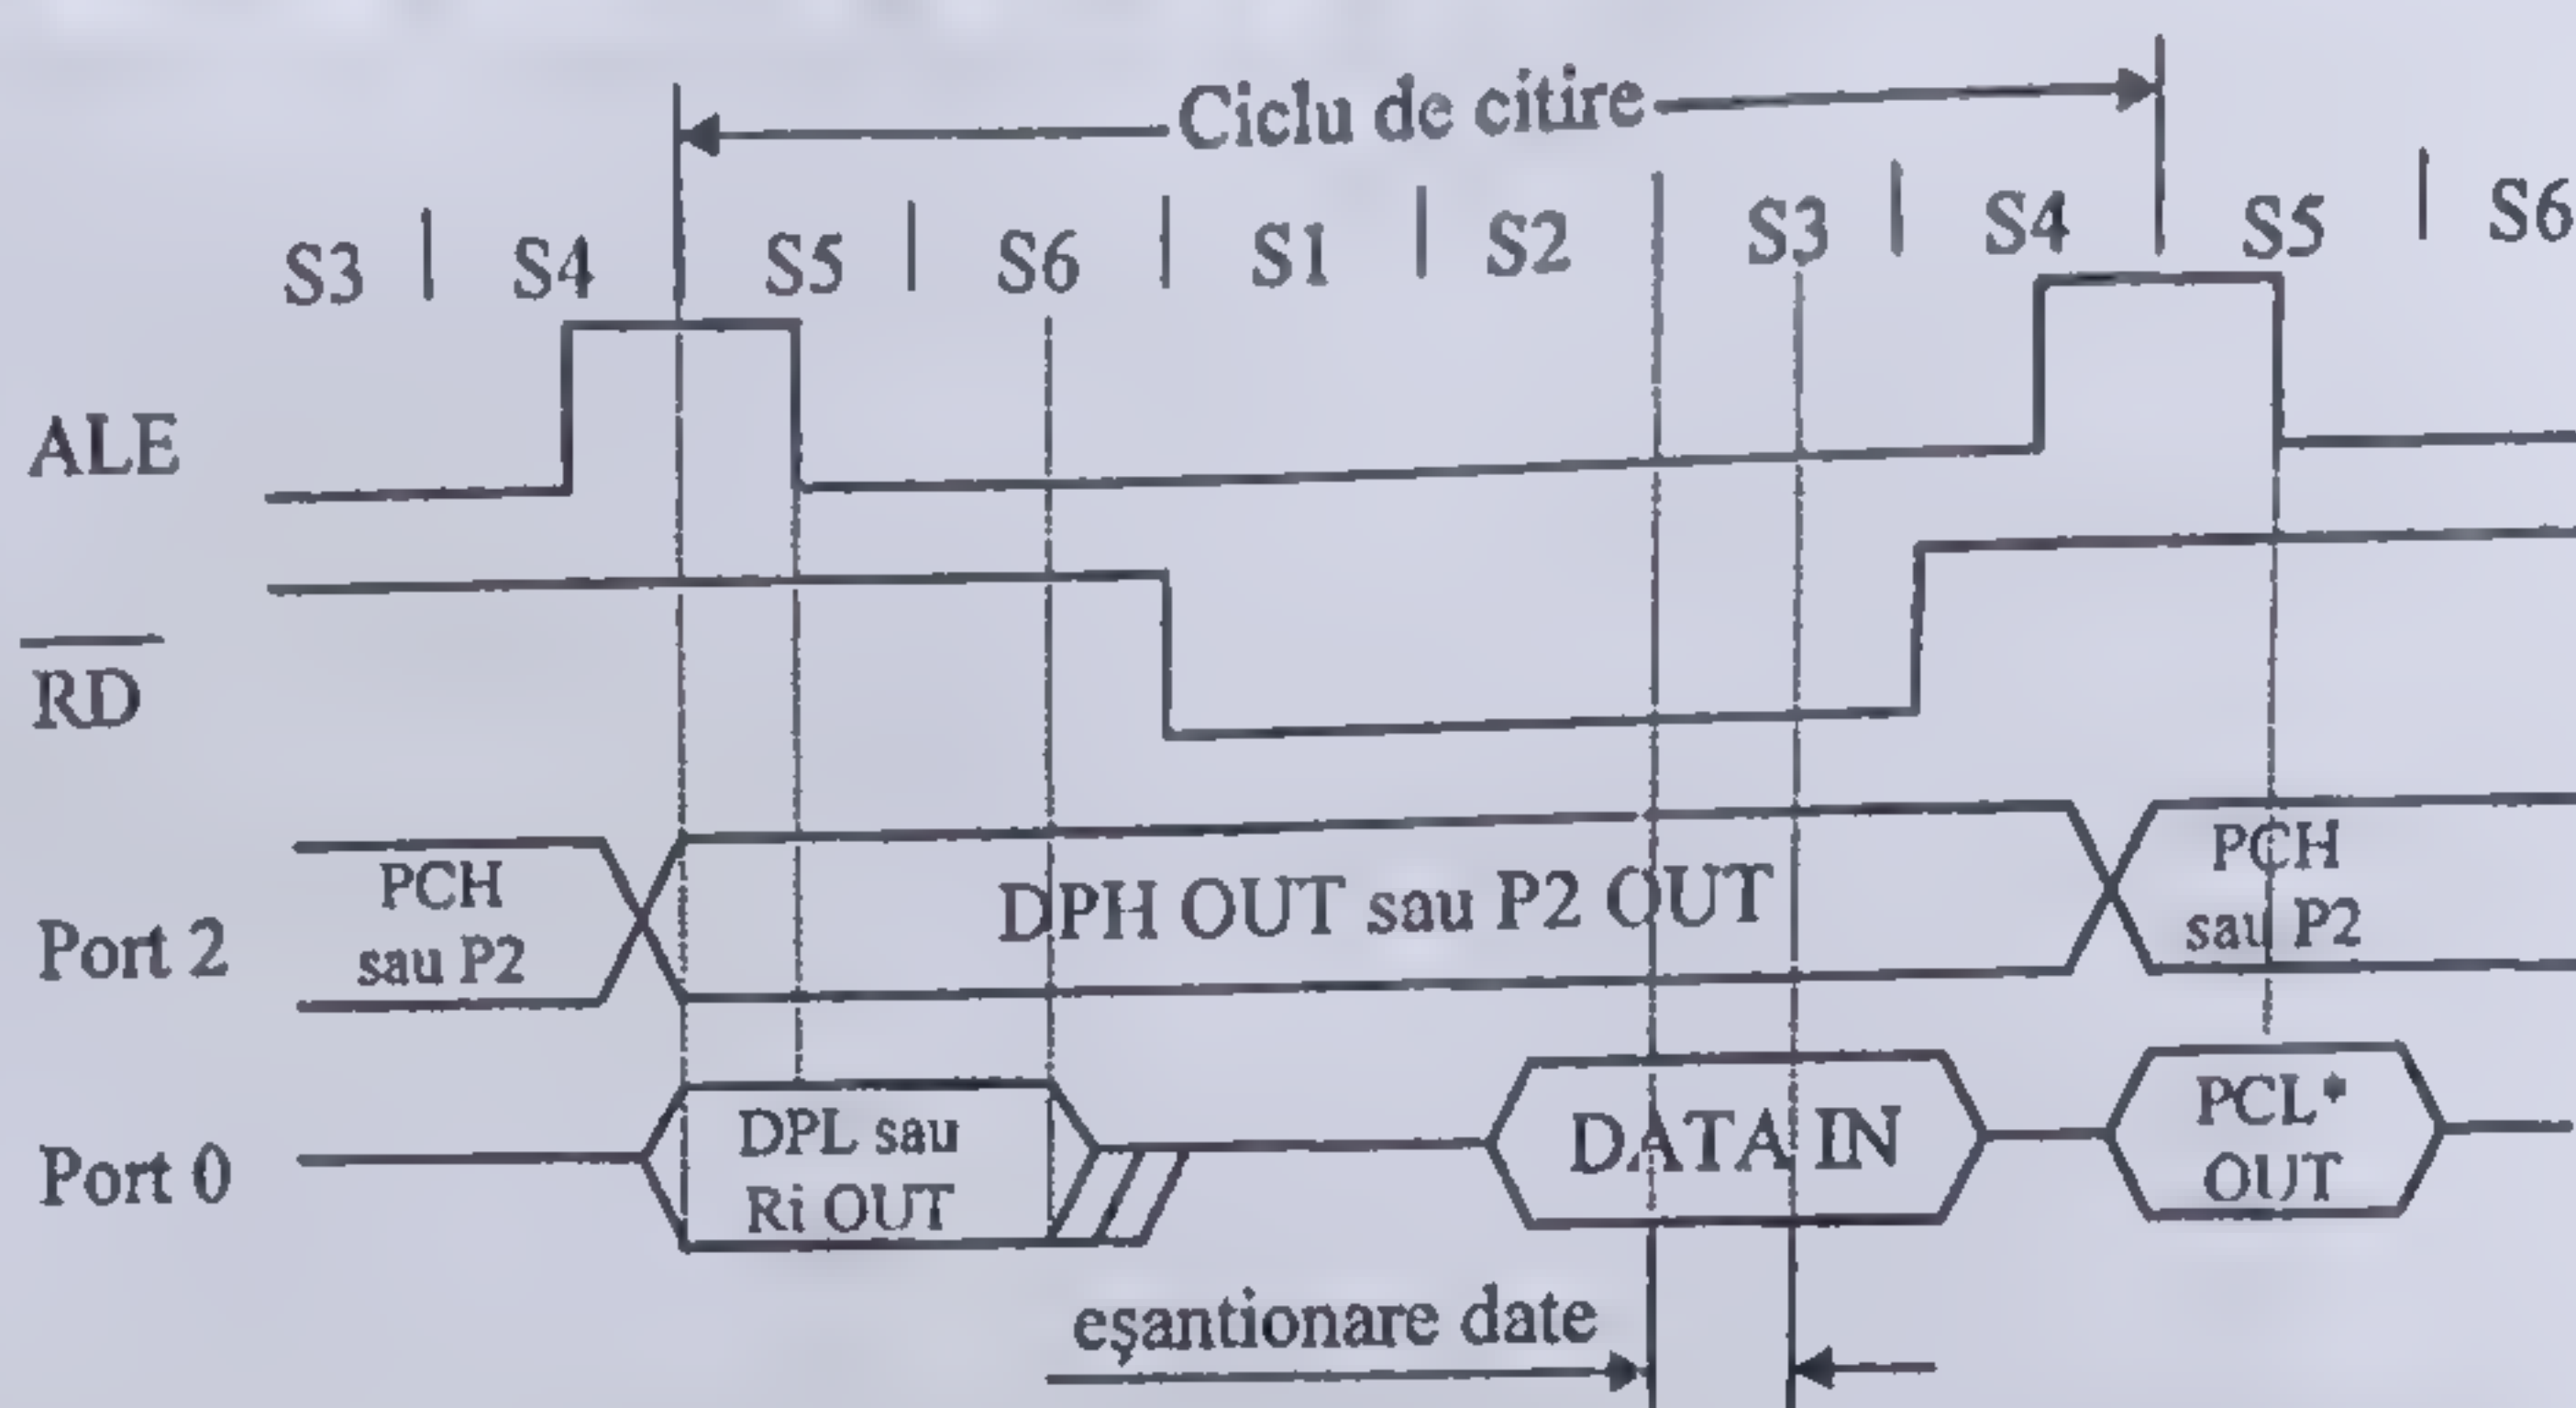 Ciclu de citire
S3 S4 S5 S6 S1 S2 S3 S4 S5 S6
ALE
RD
PCH
sau P2
DPH OUT sau P2 OUT
PCH
sau P2
Port 2
DPL sau
Ri OUT
DATA IN
PCL*
OUT
Port 0
eşantionare date